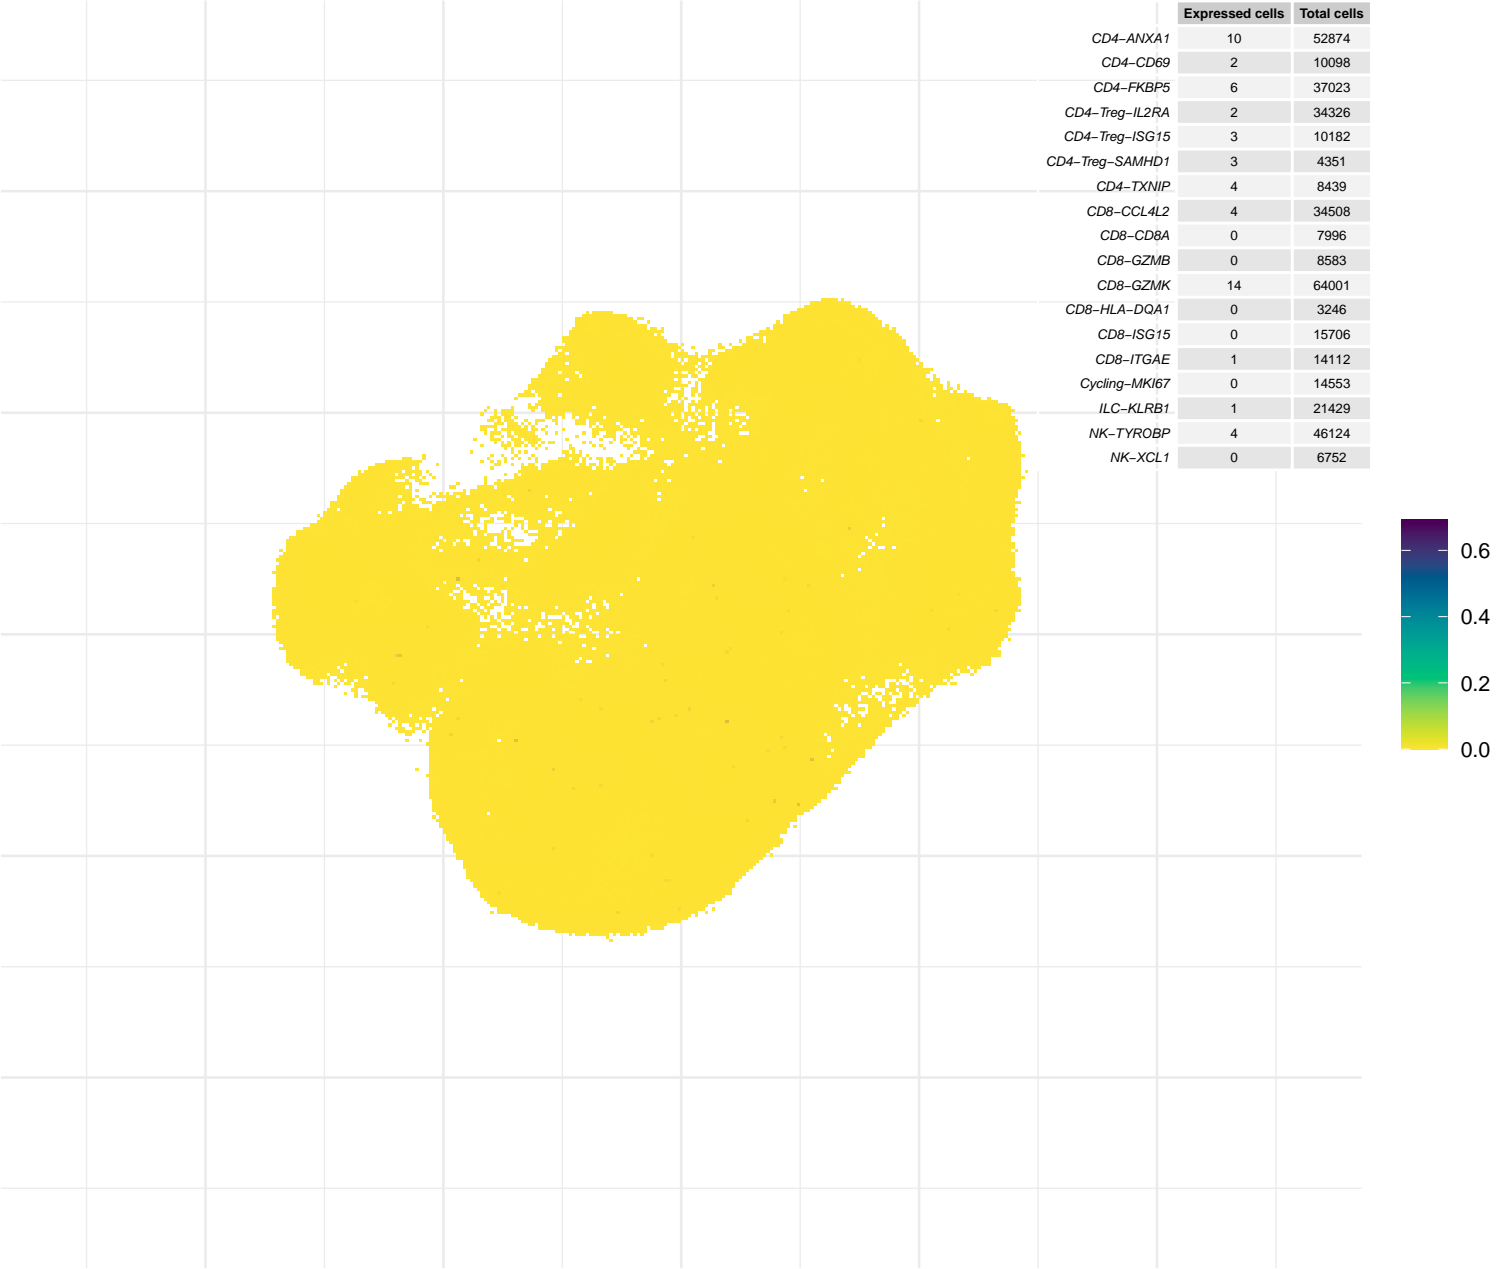 Expressed cells Total cells
CD4−ANXA1 10 52874
CD4−CD69 2 10098
CD4−FKBP5 6 37023
CD4−Treg−IL2RA 2 34326
CD4−Treg−ISG15 3 10182
CD4−Treg−SAMHD1 3 4351
CD4−TXNIP 4 8439
CD8−CCL4L2 4 34508
CD8−CD8A 0 7996
CD8−GZMB 0 8583
CD8−GZMK 14 64001
CD8−HLA−DQA1 0 3246
CD8−ISG15 0 15706
CD8−ITGAE 1 14112
Cycling−MKI67 0 14553
ILC−KLRB1 1 21429
NK−TYROBP 4 46124
NK−XCL1 0 6752
0.6
0.4
0.2
0.0